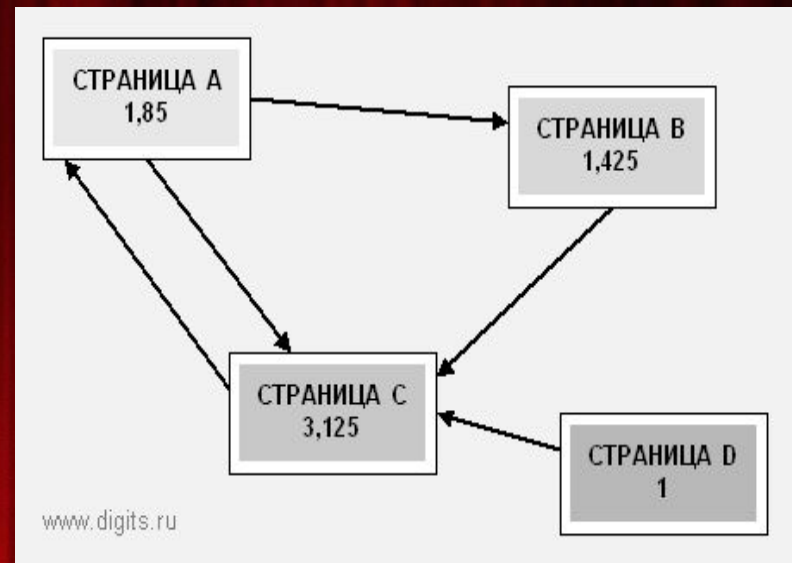 СТРАНИЦА A
1,85
СТРАНИЦА B
1,425
СТРАНИЦА C
3,125
СТРАНИЦА D
1
www.digits.ru